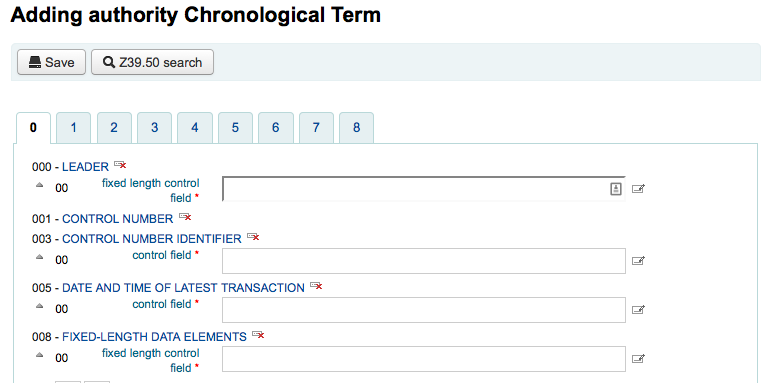 Adding authority Chronological Term
Save Z39.50 search
0 1 2 3 4 5 6 7 8
000 - LEADER
00 fixed length control
field *
001 - CONTROL NUMBER
003 - CONTROL NUMBER IDENTIFIER
00 control field *
005 - DATE AND TIME OF LATEST TRANSACTION
00 control field *
008 - FIXED-LENGTH DATA ELEMENTS
00 fixed length control
field *